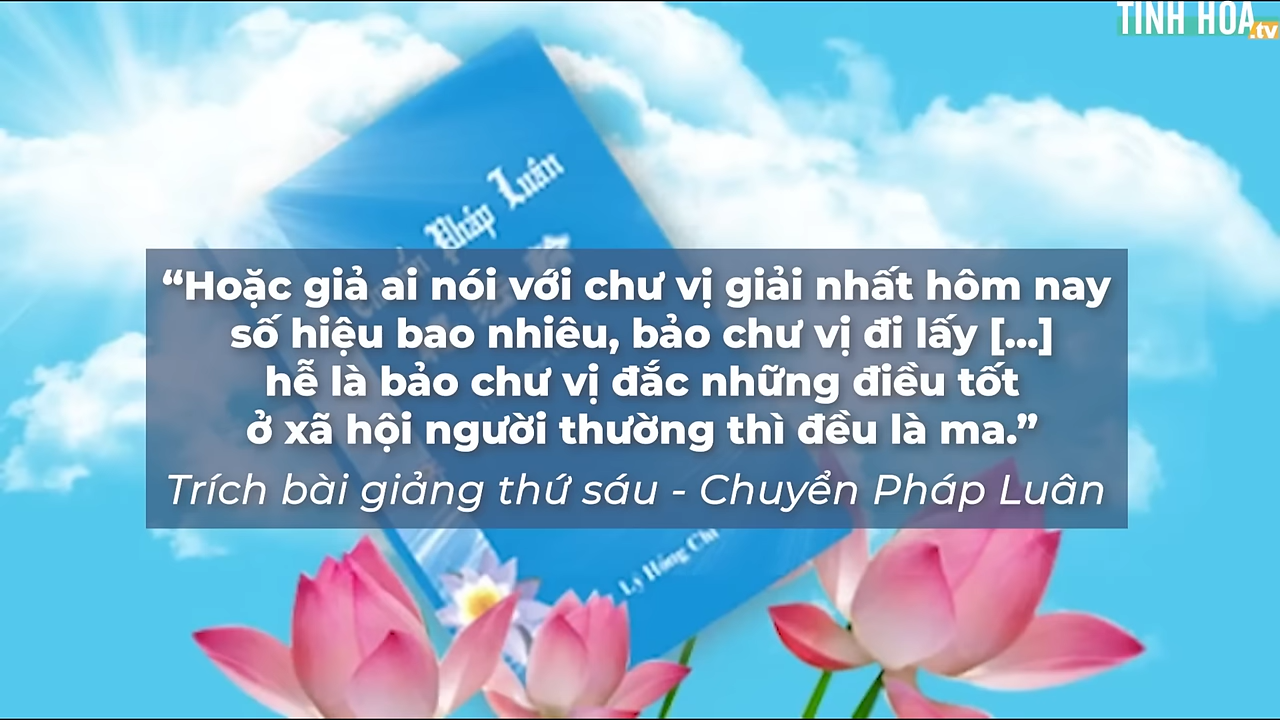 TINH HOA
.tv
Pháp Luân
“Hoặc giả ai nói với chư vị giải nhất hôm nay
số hiệu bao nhiêu, bảo chư vị đi lấy [...]
hễ là bảo chư vị đắc những điều tốt
ở xã hội người thường thì đều là ma.”
Trích bài giảng thứ sáu - Chuyển Pháp Luân
Lý Hồng Chí